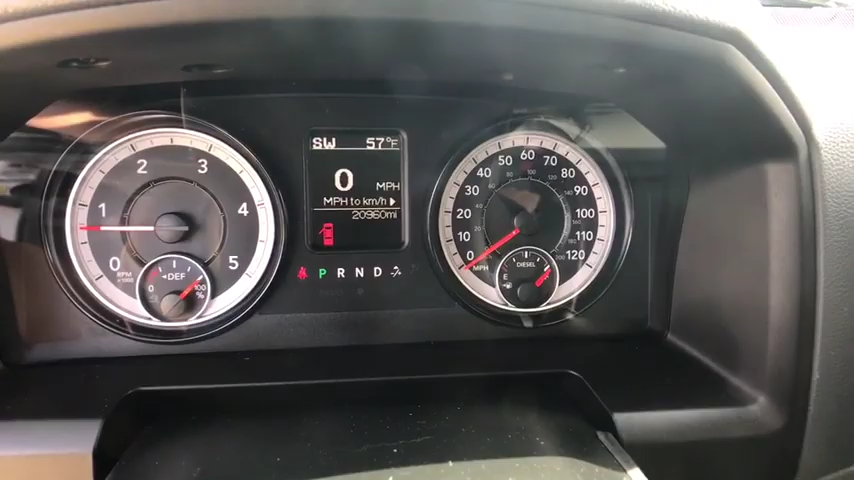 SW 57°F
0 MPH
MPH to km/h
20960mi
P R N D
0 1 2 3 4 5
RPM
x1000
DEF
0 100
%
0 10 20 30 40 50 60 70 80 90 100 110 120
MPH
DIESEL
E